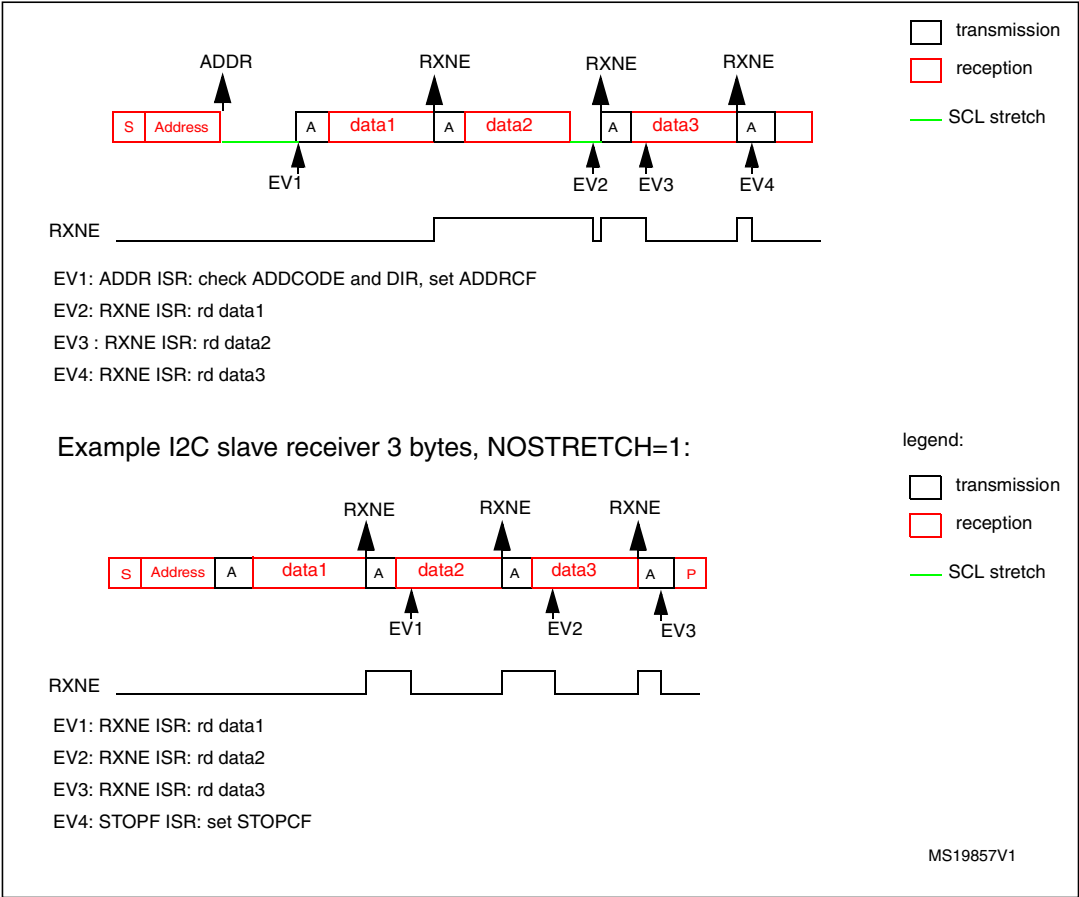 transmission
ADDR RXNE RXNE RXNE
reception
S Address A data1 A data2 A data3 A
SCL stretch
EV1 EV2 EV3 EV4
RXNE
EV1: ADDR ISR: check ADDCODE and DIR, set ADDRCF
EV2: RXNE ISR: rd data1
EV3 : RXNE ISR: rd data2
EV4: RXNE ISR: rd data3
Example I2C slave receiver 3 bytes, NOSTRETCH=1:
legend:
transmission
RXNE RXNE RXNE
reception
S Address A data1 A data2 A data3 A P
SCL stretch
EV1 EV2 EV3
RXNE
EV1: RXNE ISR: rd data1
EV2: RXNE ISR: rd data2
EV3: RXNE ISR: rd data3
EV4: STOPF ISR: set STOPCF
MS19857V1